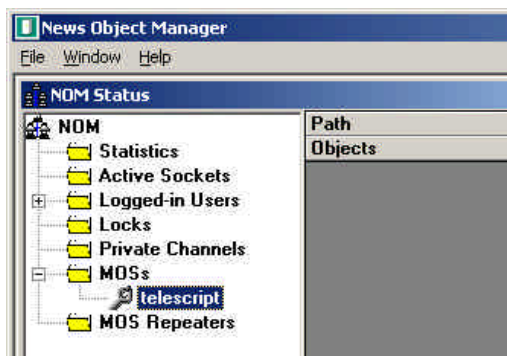 News Object Manager
File Window Help
NOM Status
NOM
Statistics
Active Sockets
Logged-in Users
Locks
Private Channels
MOSs
telescript
MOS Repeaters
Path
Objects